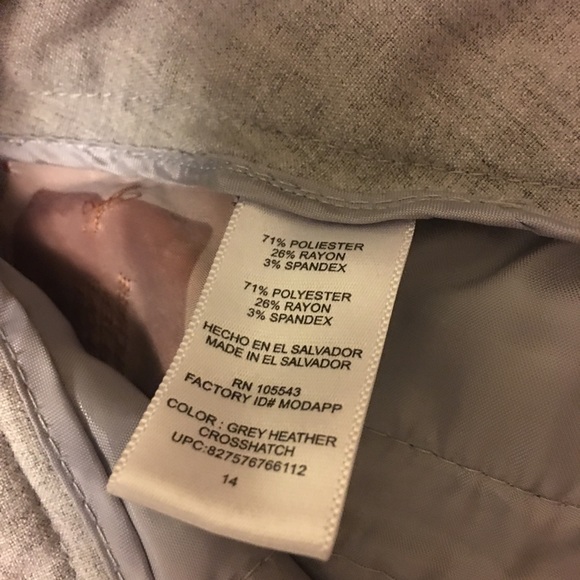 71% POLIESTER
26% RAYON
3% SPANDEX
71% POLYESTER
26% RAYON
3% SPANDEX
HECHO EN EL SALVADOR
MADE IN EL SALVADOR
RN 105543
FACTORY ID# MODAPP
COLOR : GREY HEATHER
CROSSHATCH
UPC:827576766112
14